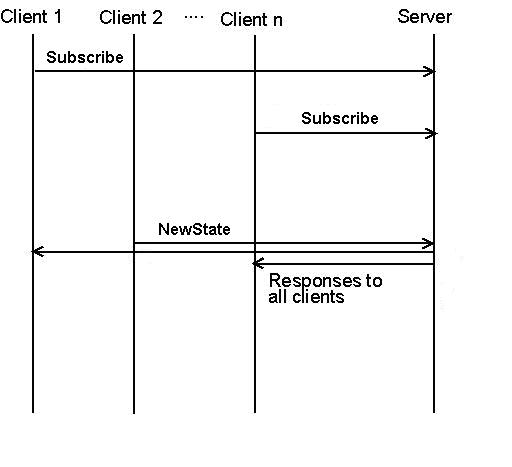 Client 1 Client 2 ···· Client n Server
Subscribe
Subscribe
NewState
Responses to
all clients